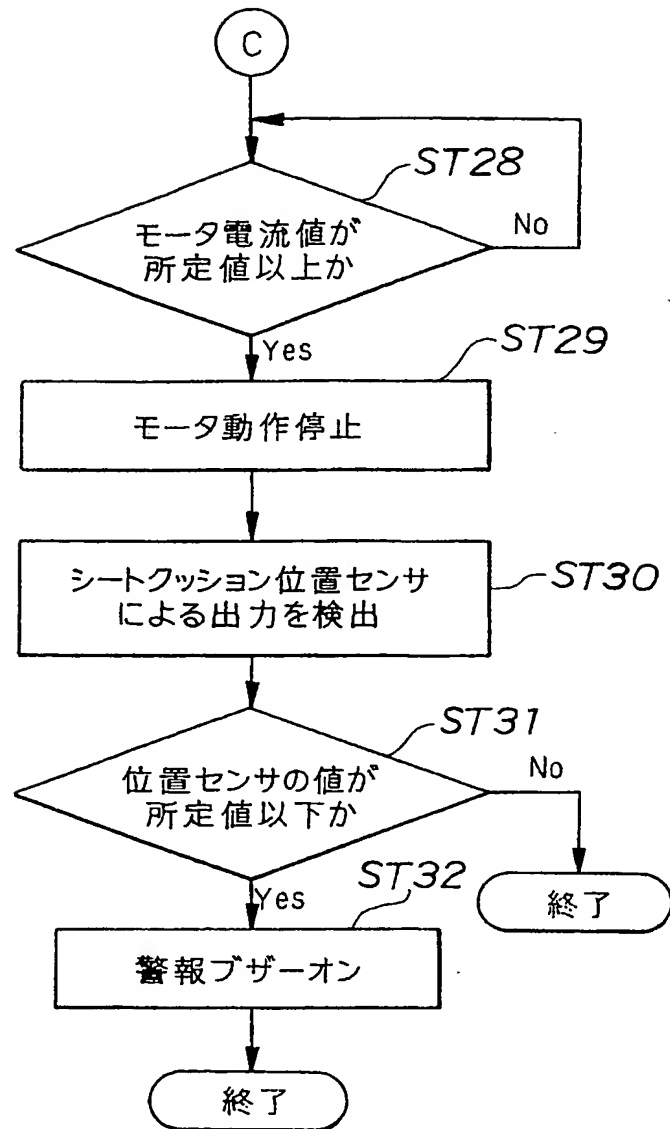 C
ST28
モータ電流値が
所定値以上か
No
Yes
ST29
モータ動作停止
シートクッション位置センサ
による出力を検出
ST30
ST31
位置センサの値が
所定値以下か
No
Yes
終了
ST32
警報ブザーオン
終了